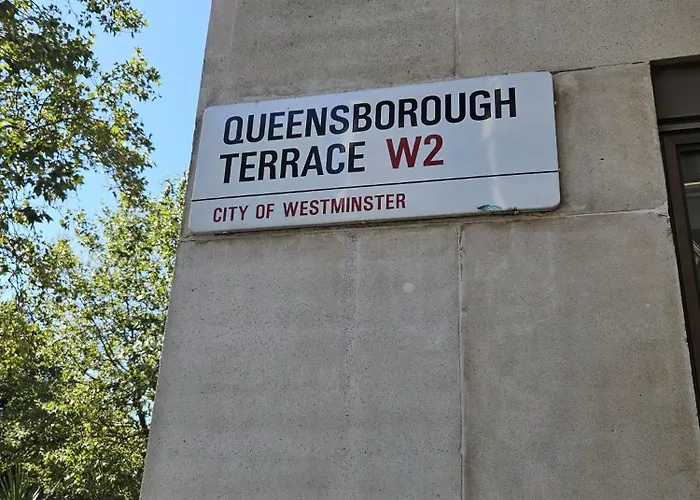 QUEENSBOROUGH
TERRACE W2
CITY OF WESTMINSTER